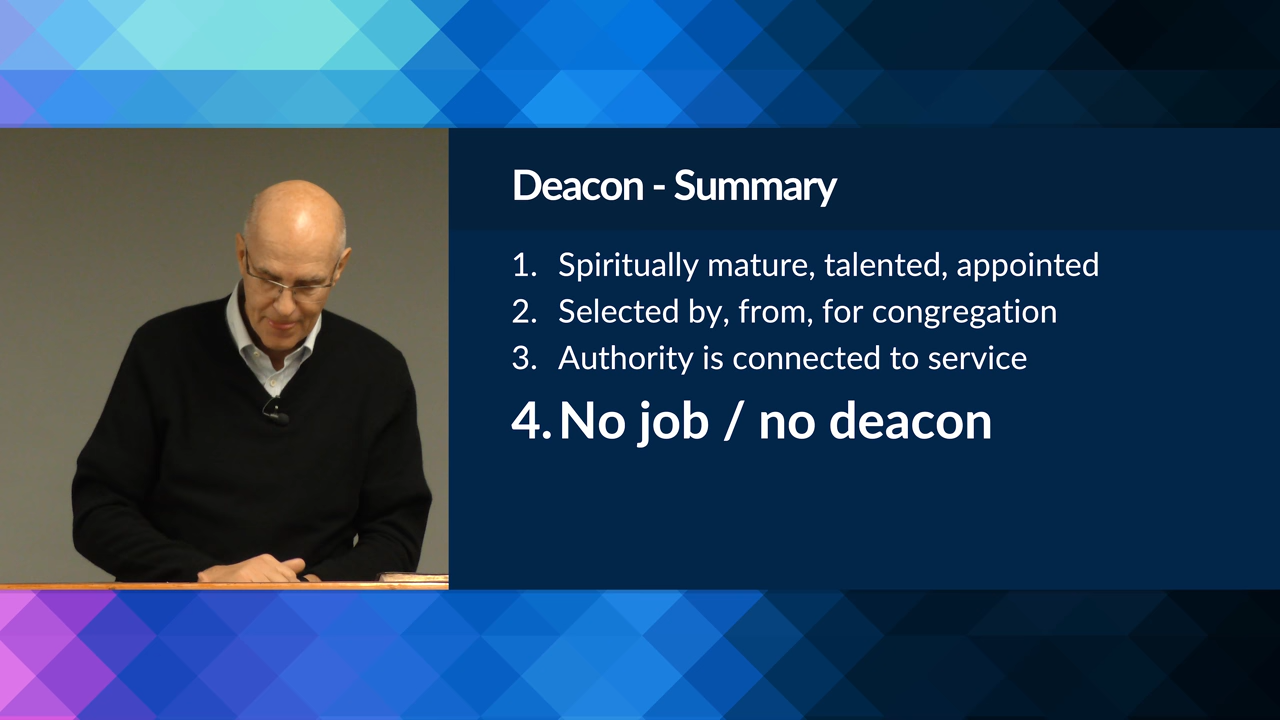 Deacon - Summary
1. Spiritually mature, talented, appointed
2. Selected by, from, for congregation
3. Authority is connected to service
4. No job / no deacon